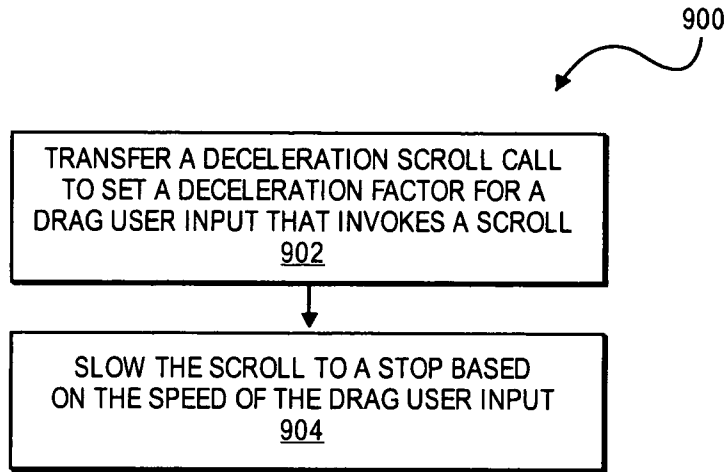 900
TRANSFER A DECELERATION SCROLL CALL
TO SET A DECELERATION FACTOR FOR A
DRAG USER INPUT THAT INVOKES A SCROLL
902
SLOW THE SCROLL TO A STOP BASED
ON THE SPEED OF THE DRAG USER INPUT
904